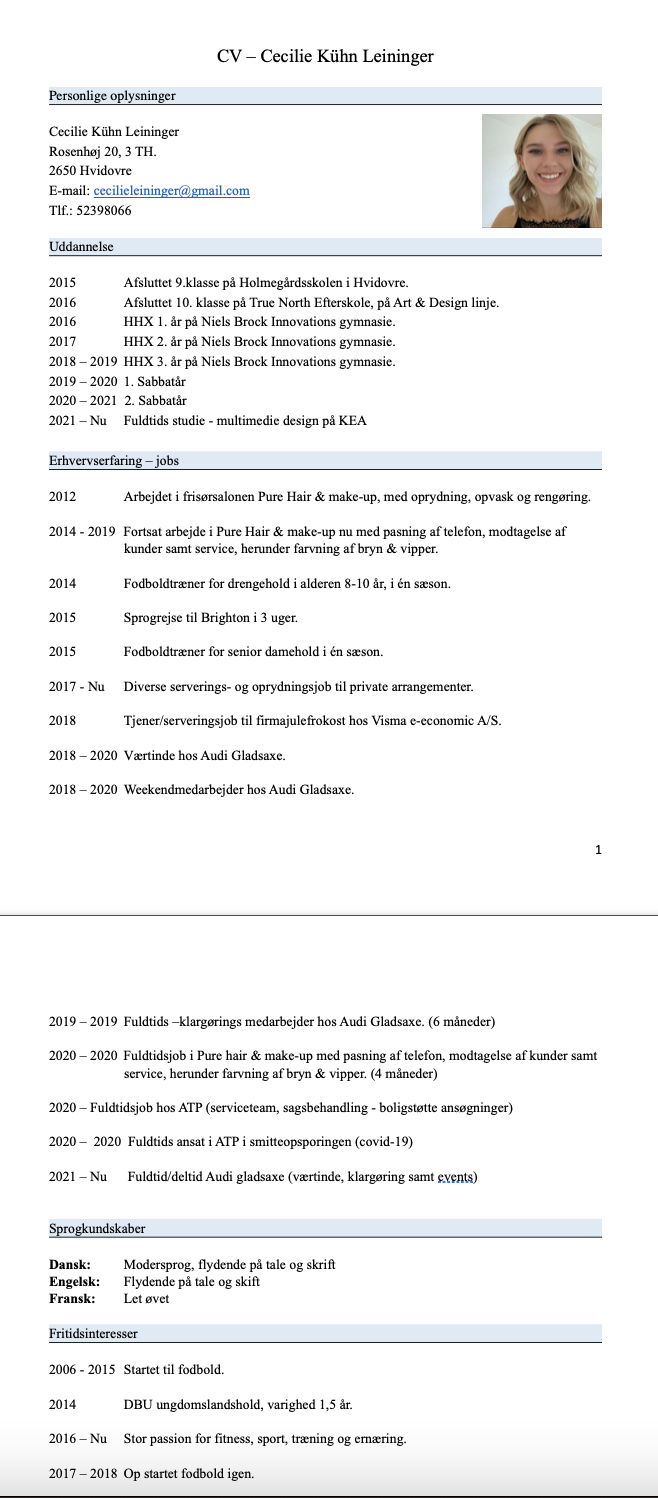 CV – Cecilie Kühn Leininger
Personlige oplysninger
Cecilie Kühn Leininger
Rosenhøj 20, 3 TH.
2650 Hvidovre
E-mail: cecilieleininger@gmail.com
Tlf.: 52398066
Uddannelse
2015 Afsluttet 9.klasse på Holmegårdsskolen i Hvidovre.
2016 Afsluttet 10. klasse på True North Efterskole, på Art & Design linje.
2016 HHX 1. år på Niels Brock Innovations gymnasie.
2017 HHX 2. år på Niels Brock Innovations gymnasie.
2018 – 2019 HHX 3. år på Niels Brock Innovations gymnasie.
2019 – 2020 1. Sabbatår
2020 – 2021 2. Sabbatår
2021 – Nu Fuldtids studie - multimedie design på KEA
Erhvervserfaring – jobs
2012 Arbejdet i frisørsalonen Pure Hair & make-up, med oprydning, opvask og rengøring.
2014 - 2019 Fortsat arbejde i Pure Hair & make-up nu med pasning af telefon, modtagelse af
kunder samt service, herunder farvning af bryn & vipper.
2014 Fodboldtræner for drengehold i alderen 8-10 år, i én sæson.
2015 Sprogrejse til Brighton i 3 uger.
2015 Fodboldtræner for senior damehold i én sæson.
2017 - Nu Diverse serverings- og oprydningsjob til private arrangementer.
2018 Tjener/serveringsjob til firmajulefrokost hos Visma e-economic A/S.
2018 – 2020 Værtinde hos Audi Gladsaxe.
2018 – 2020 Weekendmedarbejder hos Audi Gladsaxe.
1
2019 – 2019 Fuldtids –klargørings medarbejder hos Audi Gladsaxe. (6 måneder)
2020 – 2020 Fuldtidsjob i Pure hair & make-up med pasning af telefon, modtagelse af kunder samt
service, herunder farvning af bryn & vipper. (4 måneder)
2020 – Fuldtidsjob hos ATP (serviceteam, sagsbehandling - boligstøtte ansøgninger)
2020 – 2020 Fuldtids ansat i ATP i smitteopsporingen (covid-19)
2021 – Nu Fuldtid/deltid Audi gladsaxe (værtinde, klargøring samt events)
Sprogkundskaber
Dansk: Modersprog, flydende på tale og skrift
Engelsk: Flydende på tale og skift
Fransk: Let øvet
Fritidsinteresser
2006 - 2015 Startet til fodbold.
2014 DBU ungdomslandshold, varighed 1,5 år.
2016 – Nu Stor passion for fitness, sport, træning og ernæring.
2017 – 2018 Op startet fodbold igen.